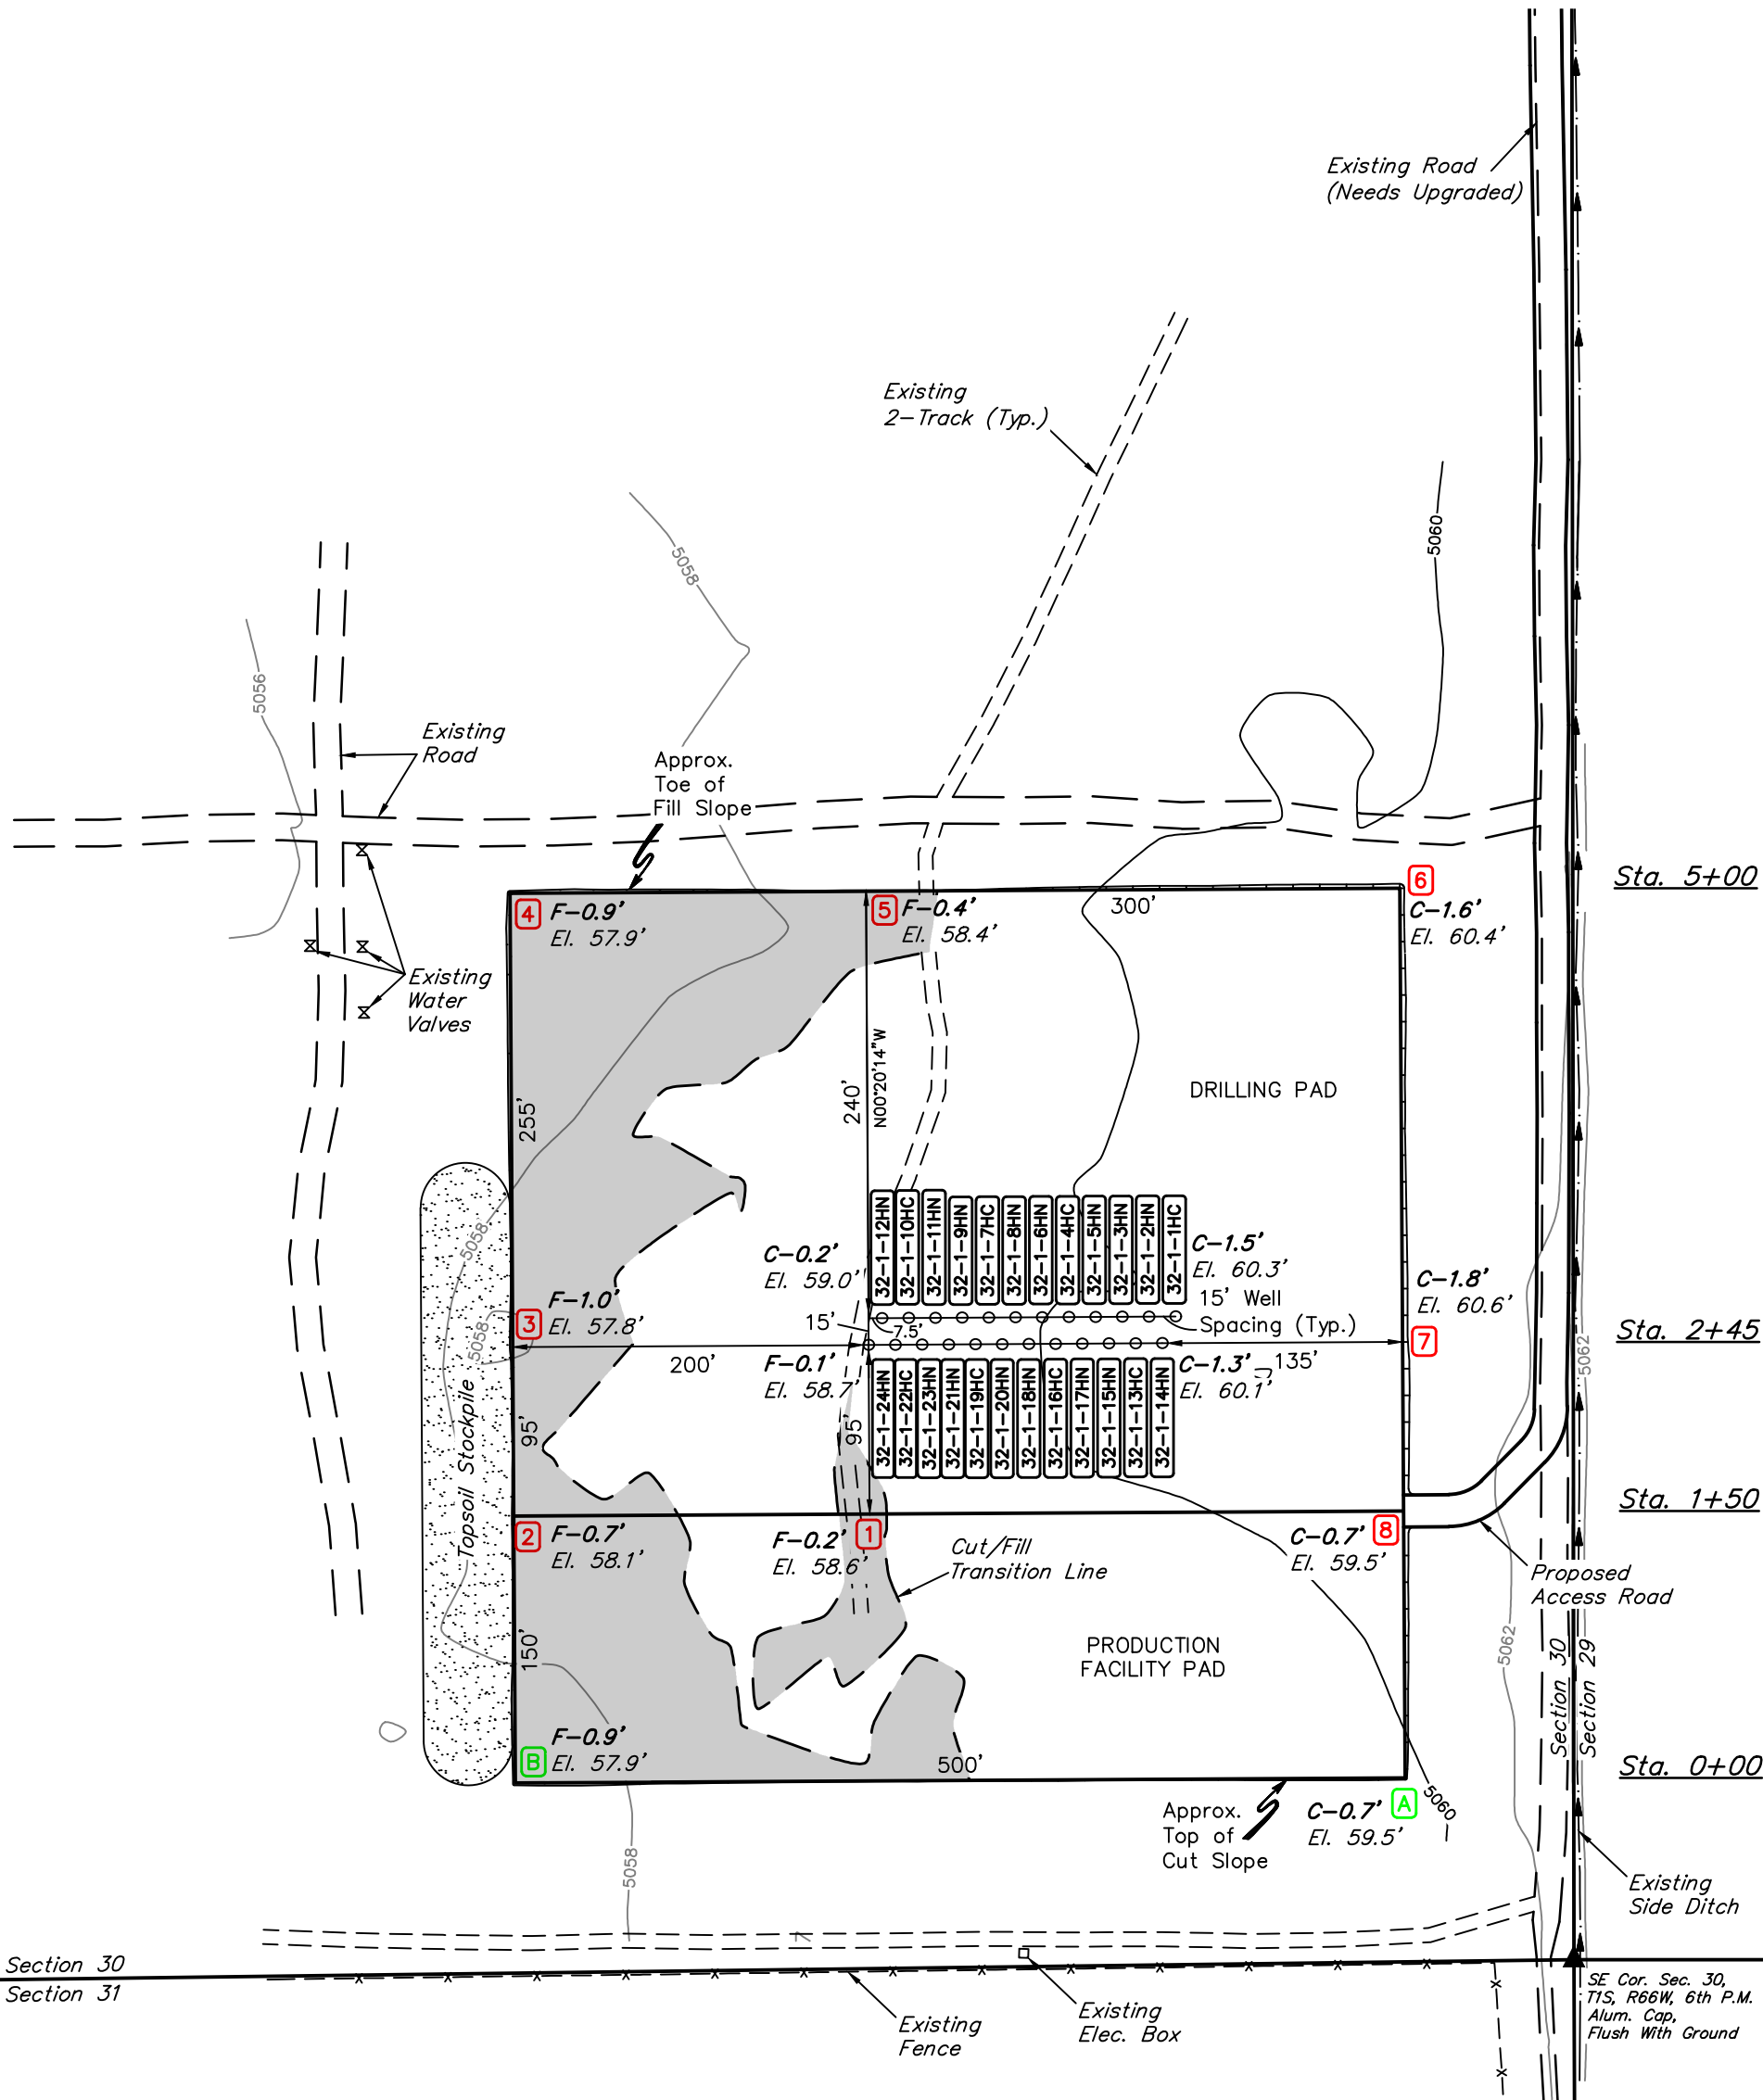 Existing Road
(Needs Upgraded)
Existing
2-Track (Typ.)
5060
5058
5056
Existing
Road
Approx.
Toe of
Fill Slope
Sta. 5+00
6
C-1.6'
El. 60.4'
4 F-0.9'
El. 57.9'
5 F-0.4'
El. 58.4'
300'
Existing
Water
Valves
240'
N00°20'14"W
DRILLING PAD
255'
32-1-12HN
32-1-10HC
32-1-11HN
32-1-9HN
32-1-7HC
32-1-8HN
32-1-6HN
32-1-4HC
32-1-5HN
32-1-3HN
32-1-2HN
32-1-1HC
5058
C-0.2'
El. 59.0'
C-1.5'
El. 60.3'
C-1.8'
El. 60.6'
15' Well
Spacing (Typ.)
F-1.0'
3 El. 57.8'
15'
7.5'
7
Sta. 2+45
5058
200'
F-0.1'
El. 58.7'
C-1.3'
El. 60.1'
135'
5062
32-1-24HN
32-1-22HC
32-1-23HN
32-1-21HN
32-1-19HC
32-1-20HN
32-1-18HN
32-1-16HC
32-1-17HN
32-1-15HN
32-1-13HC
32-1-14HN
95'
95'
Topsoil Stockpile
Sta. 1+50
2 F-0.7'
El. 58.1'
F-0.2' 1
El. 58.6'
Cut/Fill
Transition Line
C-0.7' 8
El. 59.5'
Proposed
Access Road
150'
PRODUCTION
FACILITY PAD
5062
Section 30
Section 29
F-0.9'
B El. 57.9'
500'
Sta. 0+00
Approx.
Top of
Cut Slope
C-0.7' A
El. 59.5'
5060
5058
Existing
Side Ditch
Section 30
Section 31
Existing
Fence
Existing
Elec. Box
SE Cor. Sec. 30,
T1S, R66W, 6th P.M.
Alum. Cap,
Flush With Ground